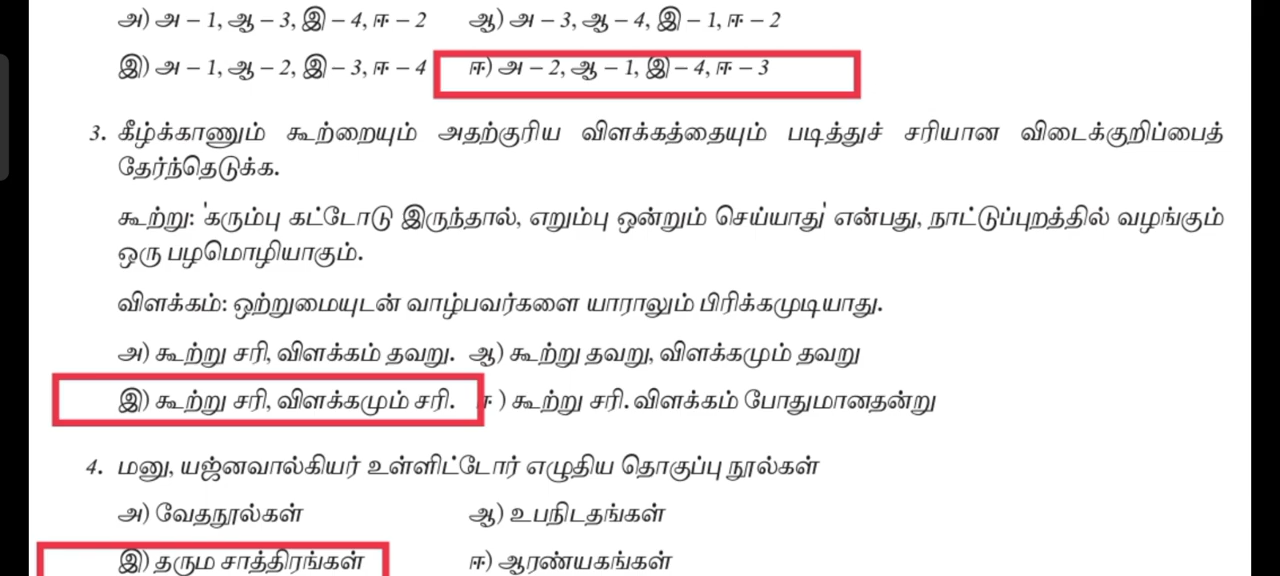 அ) அ – 1, ஆ – 3, இ – 4, ஈ – 2 ஆ) அ – 3, ஆ – 4, இ – 1, ஈ – 2
இ) அ – 1, ஆ – 2, இ – 3, ஈ – 4 ஈ) அ – 2, ஆ – 1, இ – 4, ஈ – 3
3. கீழ்க்காணும் கூற்றையும் அதற்குரிய விளக்கத்தையும் படித்துச் சரியான விடைக்குறிப்பைத்
தேர்ந்தெடுக்க.
கூற்று: 'கரும்பு கட்டோடு இருந்தால், எறும்பு ஒன்றும் செய்யாது' என்பது, நாட்டுப்புறத்தில் வழங்கும்
ஒரு பழமொழியாகும்.
விளக்கம்: ஒற்றுமையுடன் வாழ்பவர்களை யாராலும் பிரிக்கமுடியாது.
அ) கூற்று சரி, விளக்கம் தவறு. ஆ) கூற்று தவறு, விளக்கமும் தவறு
இ) கூற்று சரி, விளக்கமும் சரி. ஈ ) கூற்று சரி. விளக்கம் போதுமானதன்று
4. மனு, யஜ்னவால்கியர் உள்ளிட்டோர் எழுதிய தொகுப்பு நூல்கள்
அ) வேதநூல்கள் ஆ) உபநிடதங்கள்
இ) தரும சாத்திரங்கள் ஈ) ஆரண்யகங்கள்